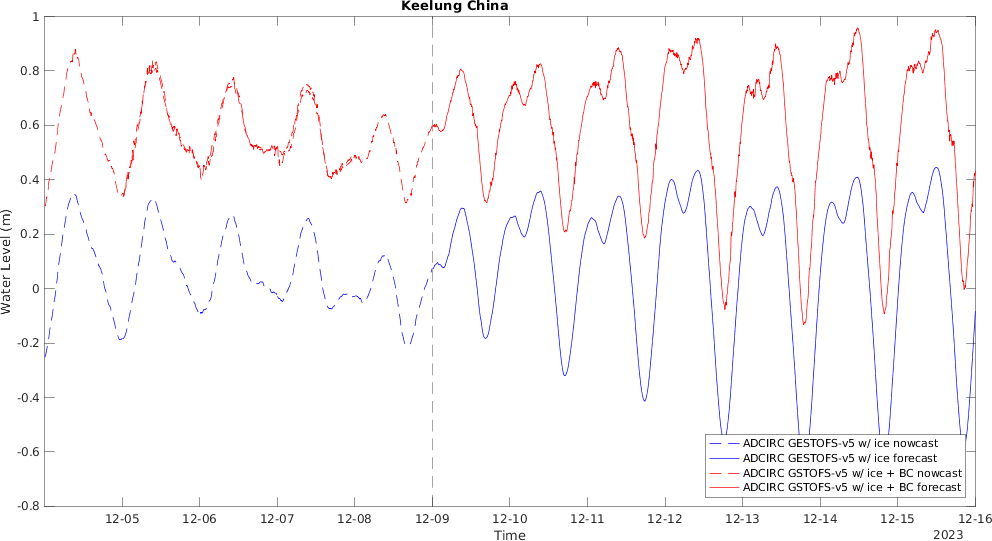 Keelung China
Water Level (m)
1
0.8
0.6
0.4
0.2
0
-0.2
-0.4
-0.6
-0.8
12-05 12-06 12-07 12-08 12-09 12-10 12-11 12-12 12-13 12-14 12-15 12-16
Time
2023
ADCIRC GESTOFS-v5 w/ ice nowcast
ADCIRC GESTOFS-v5 w/ ice forecast
ADCIRC GSTOFS-v5 w/ ice + BC nowcast
ADCIRC GSTOFS-v5 w/ ice + BC forecast